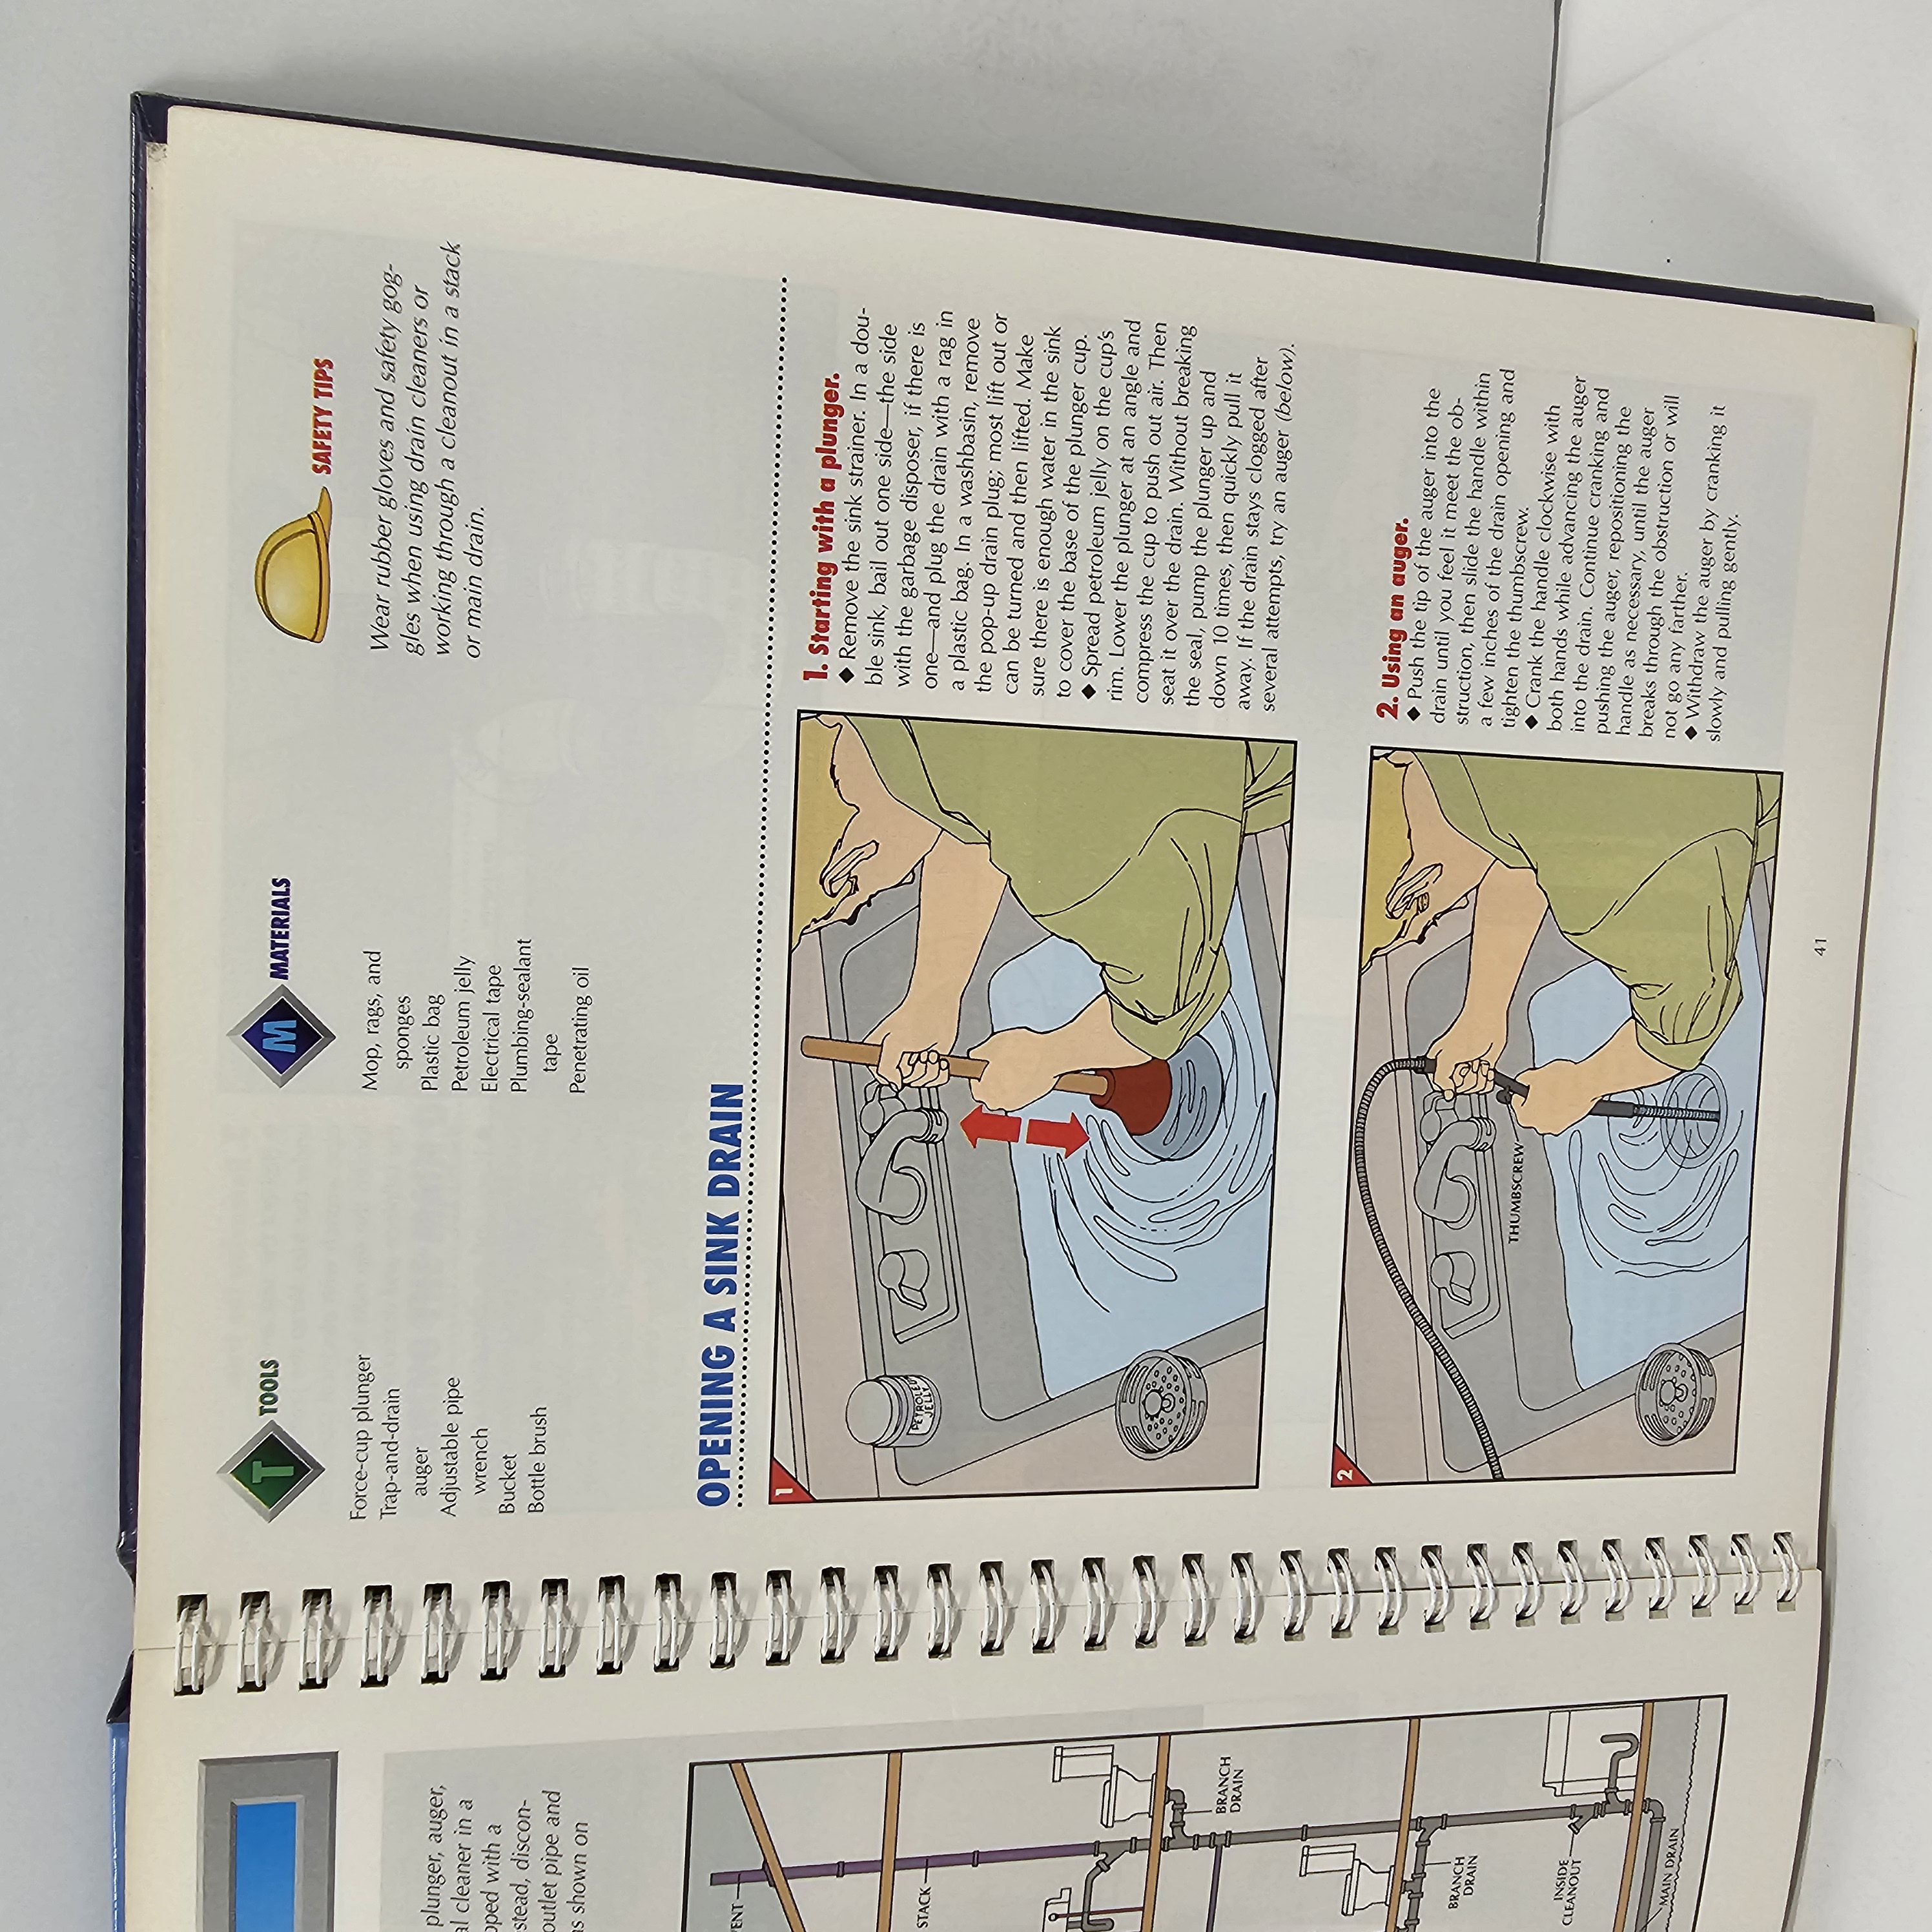 plunger, auger,
cleaner in a
with a
discon-
outlet pipe and
shown on
STACK
BRANCH
DRAIN
BRANCH
DRAIN
INSIDE
CLEANOUT
MAIN DRAIN
T TOOLS
Force-cup plunger
Trap-and-drain
auger
Adjustable pipe
wrench
Bucket
Bottle brush
M MATERIALS
Mop, rags, and
sponges
Plastic bag
Petroleum jelly
Electrical tape
Plumbing-sealant
tape
Penetrating oil
SAFETY TIPS
Wear rubber gloves and safety gog-
gles when using drain cleaners or
working through a cleanout in a stack
or main drain.
OPENING A SINK DRAIN
1
PETROLEU
JELLY
1. Starting with a plunger.
◆ Remove the sink strainer. In a dou-
ble sink, bail out one side—the side
with the garbage disposer, if there is
one—and plug the drain with a rag in
a plastic bag. In a washbasin, remove
the pop-up drain plug; most lift out or
can be turned and then lifted. Make
sure there is enough water in the sink
to cover the base of the plunger cup.
◆ Spread petroleum jelly on the cup's
rim. Lower the plunger at an angle and
compress the cup to push out air. Then
seat it over the drain. Without breaking
the seal, pump the plunger up and
down 10 times, then quickly pull it
away. If the drain stays clogged after
several attempts, try an auger (below).
2
THUMBSCREW
2. Using an auger.
◆ Push the tip of the auger into the
drain until you feel it meet the ob-
struction, then slide the handle within
a few inches of the drain opening and
tighten the thumbscrew.
◆ Crank the handle clockwise with
both hands while advancing the auger
into the drain. Continue cranking and
pushing the auger, repositioning the
handle as necessary, until the auger
breaks through the obstruction or will
not go any farther.
◆ Withdraw the auger by cranking it
slowly and pulling gently.
41